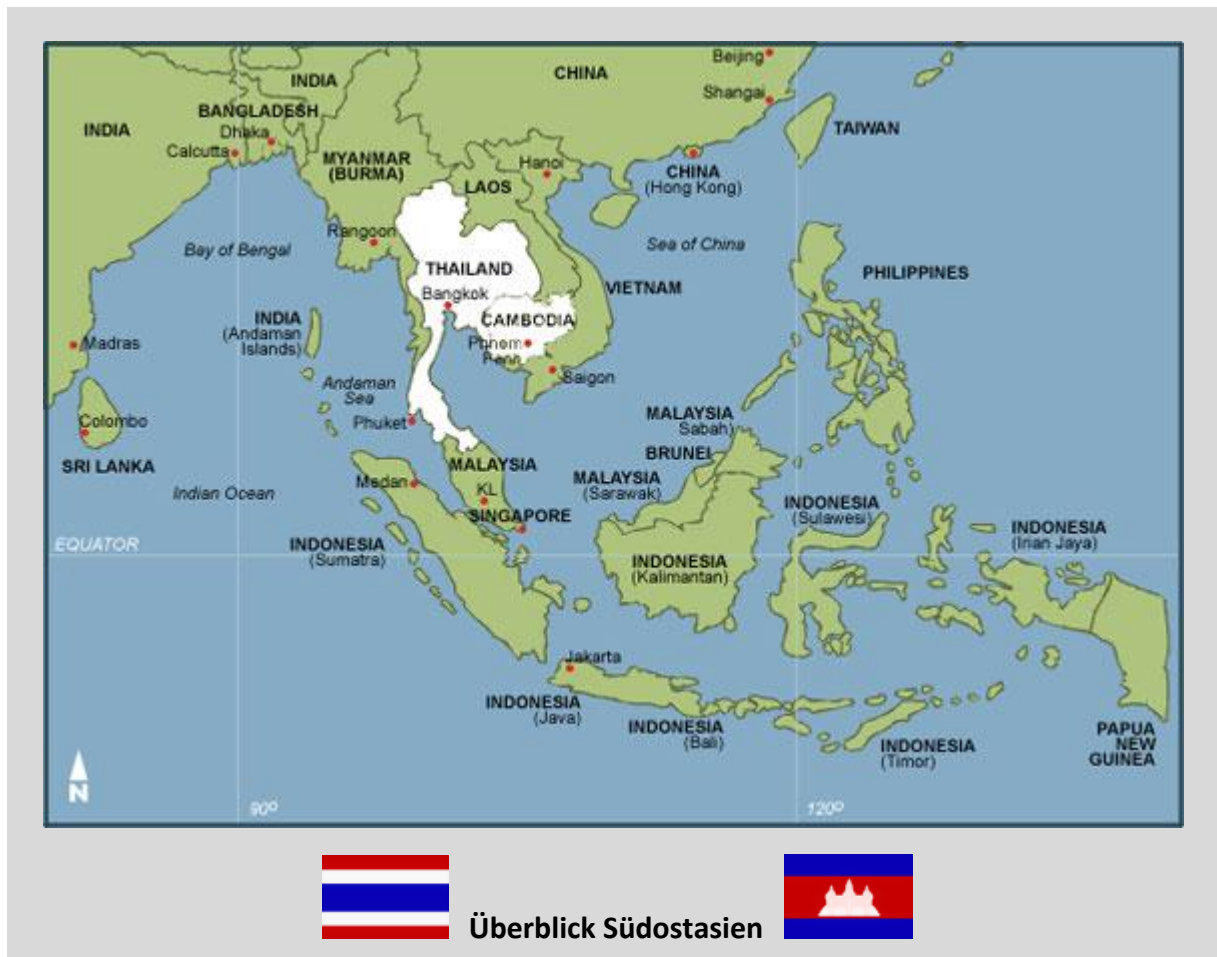 Beijing
INDIA
CHINA
Shangai
BANGLADESH
INDIA
Dhaka
TAIWAN
Calcutta
MYANMAR
(BURMA)
Hanoi
LAOS
CHINA
(Hong Kong)
Rangoon
Bay of Bengal
Sea of China
THAILAND
PHILIPPINES
Bangkok
VIETNAM
INDIA
(Andaman
Islands)
CAMBODIA
Madras
Phnom
Penh
Andaman
Sea
Saigon
Colombo
Phuket
MALAYSIA
Sabah)
SRI LANKA
BRUNEI
MALAYSIA
KL
MALAYSIA
(Sarawak)
Medan
Indian Ocean
SINGAPORE
INDONESIA
(Sulawesi)
INDONESIA
(Irian Jaya)
EQUATOR
INDONESIA
(Sumatra)
INDONESIA
(Kalimantan)
Jakarta
INDONESIA
(Java)
INDONESIA
(Bali)
INDONESIA
(Timor)
PAPUA
NEW
GUINEA
N
90º
120º
Überblick Südostasien